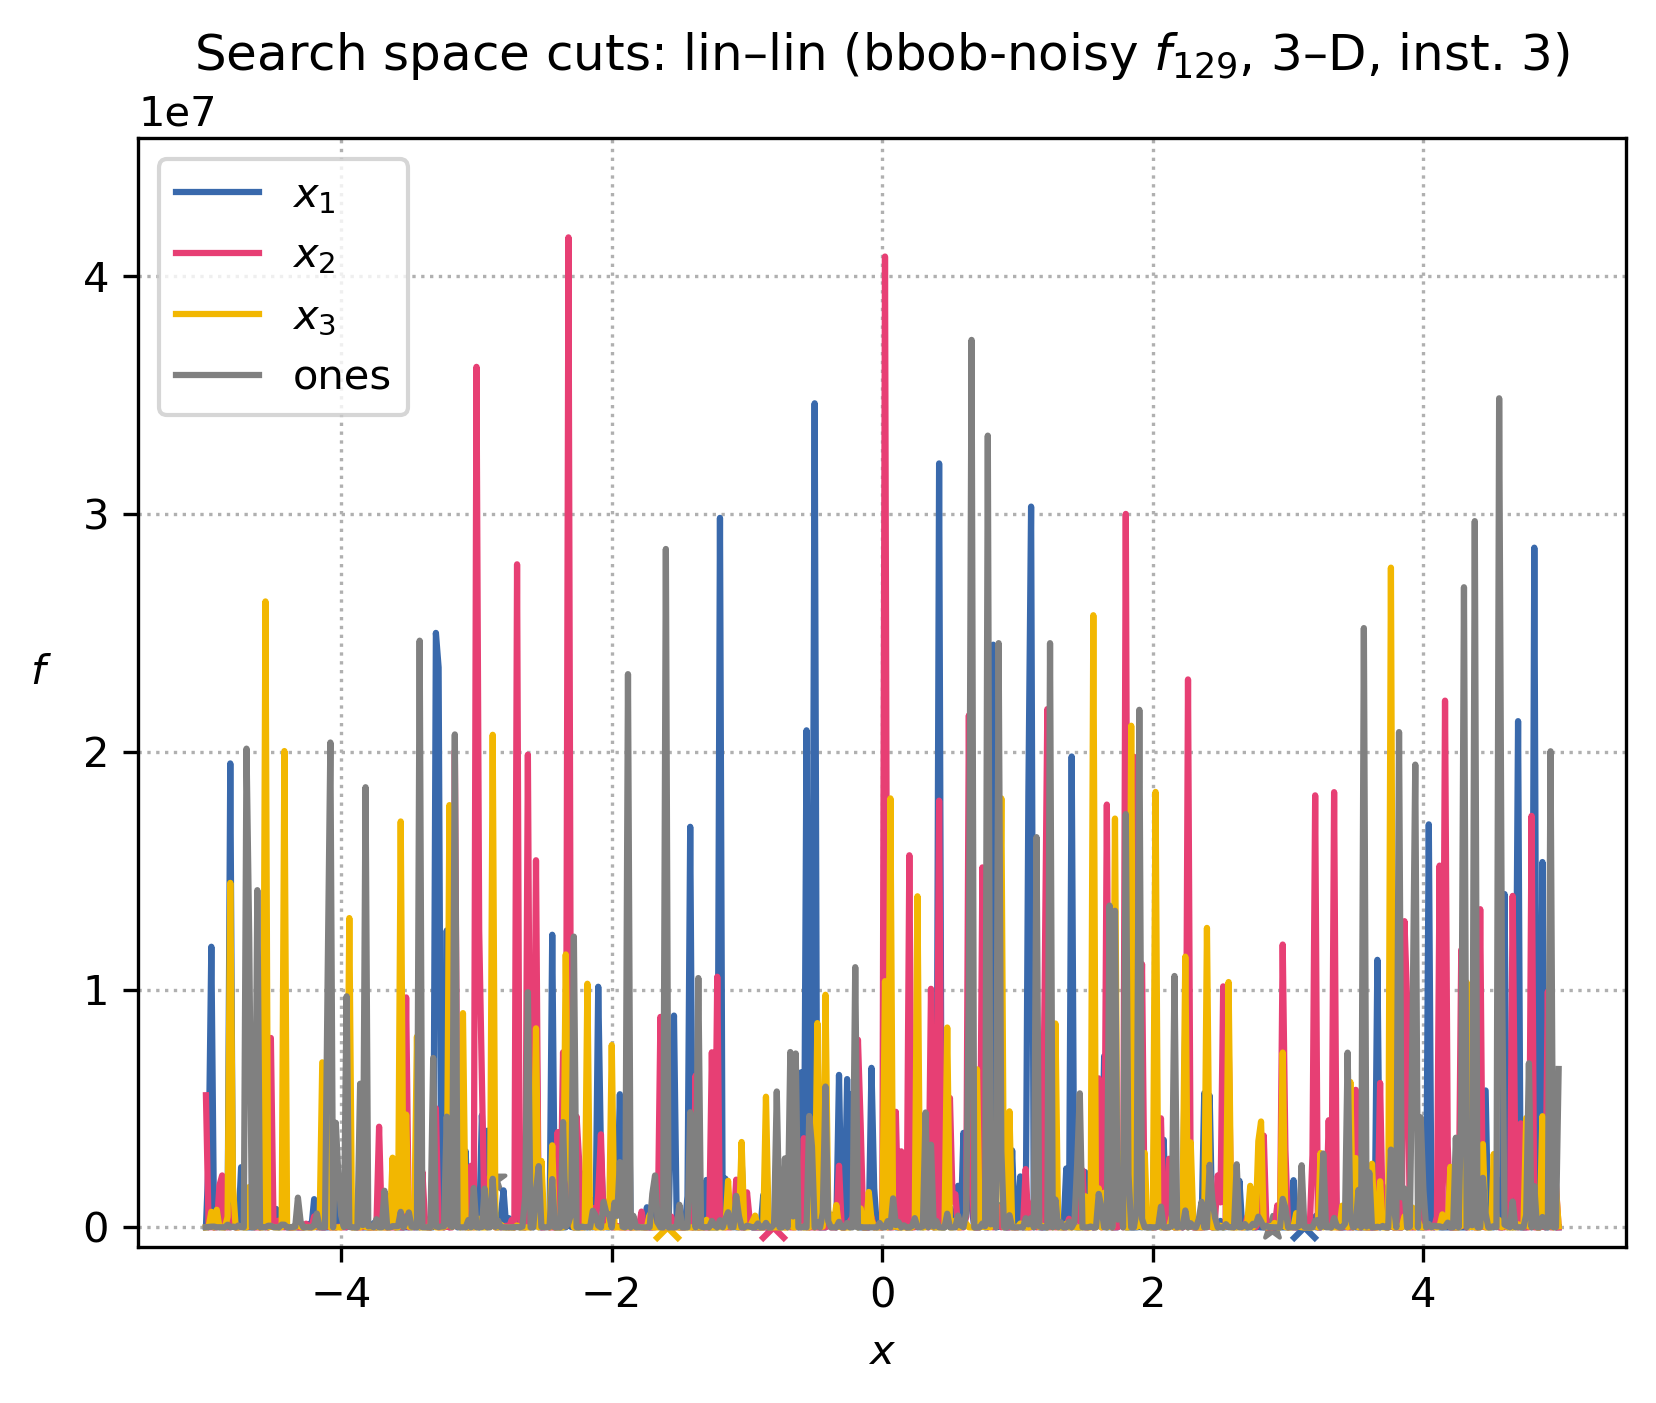 Search space cuts: lin–lin (bbob-noisy f₁₂₉, 3–D, inst. 3)
1e7
x₁
x₂
x₃
ones
4
3
2
1
0
f
−4 −2 0 2 4
x